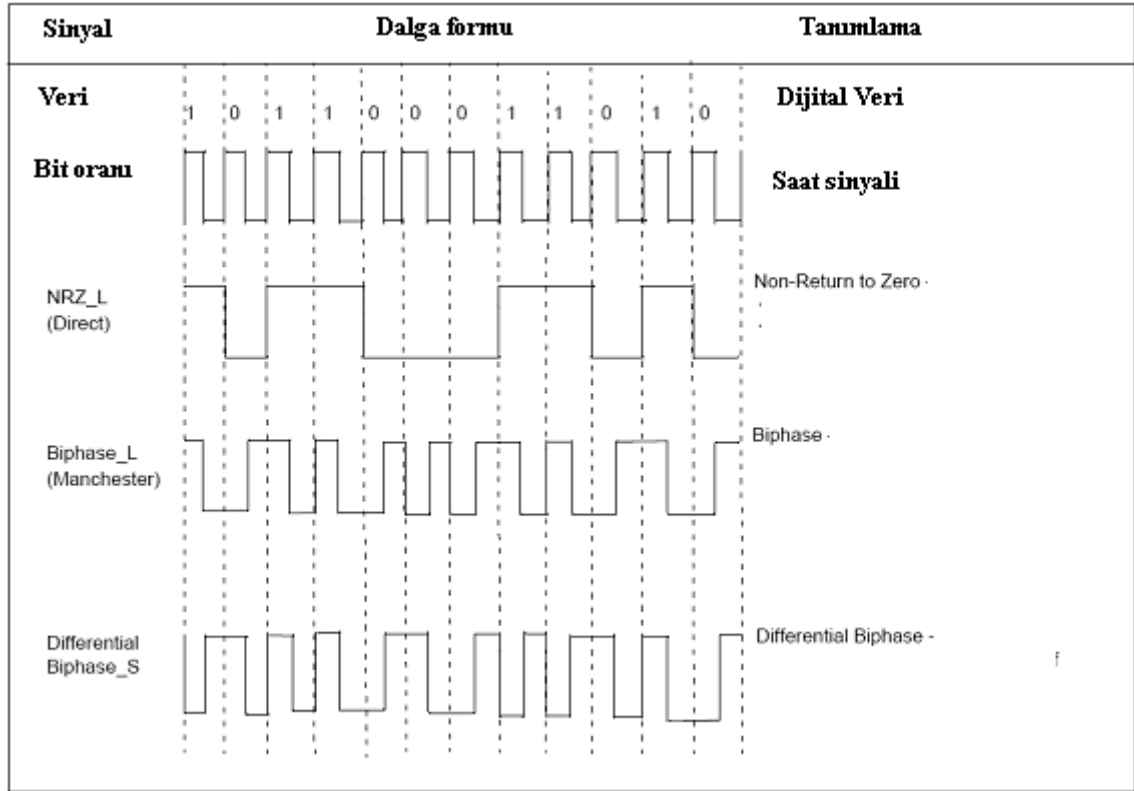 Sinyal Dalga formu Tanımlama
Veri 1 0 1 1 0 0 0 1 1 0 1 0 Dijital Veri
Bit oranı Saat sinyali
NRZ_L
(Direct)
Non-Return to Zero -
Biphase_L
(Manchester)
Biphase -
Differential
Biphase_S
Differential Biphase -
f